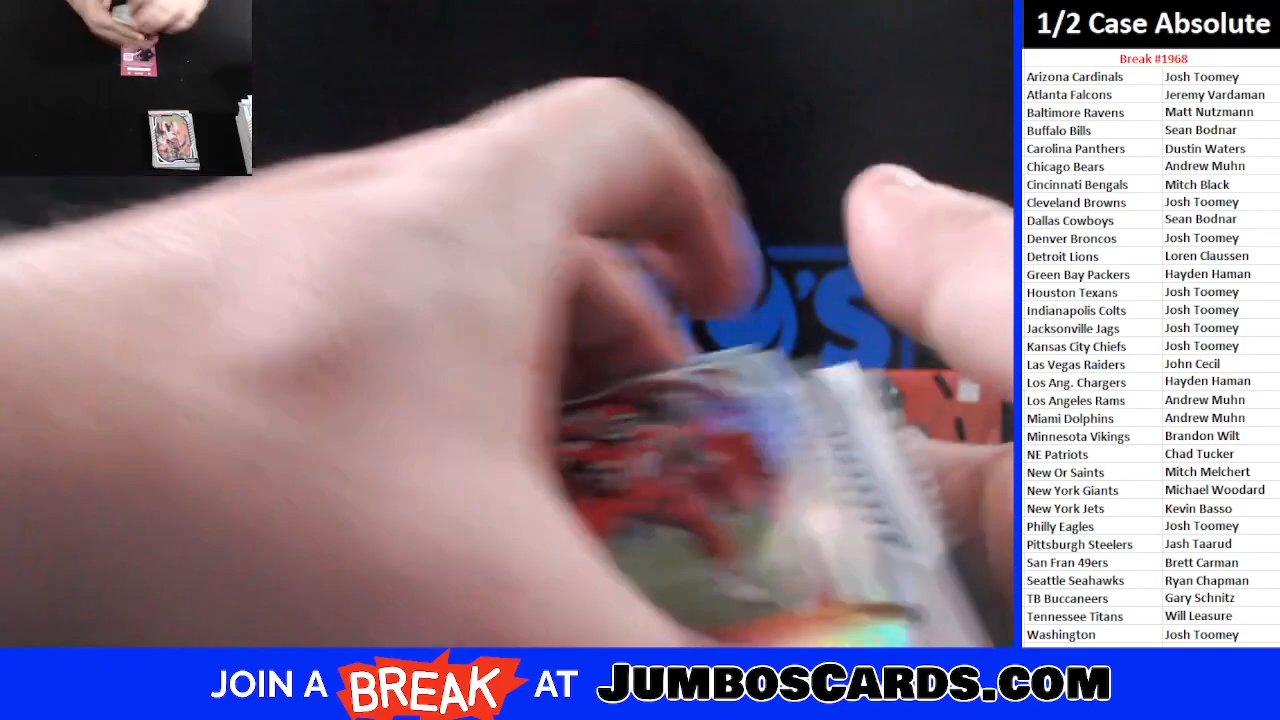 1/2 Case Absolute
Break #1968
Arizona Cardinals Josh Toomey
Atlanta Falcons Jeremy Vardaman
Baltimore Ravens Matt Nutzmann
Buffalo Bills Sean Bodnar
Carolina Panthers Dustin Waters
Chicago Bears Andrew Muhn
Cincinnati Bengals Mitch Black
Cleveland Browns Josh Toomey
Dallas Cowboys Sean Bodnar
Denver Broncos Josh Toomey
Detroit Lions Loren Claussen
Green Bay Packers Hayden Haman
Houston Texans Josh Toomey
Indianapolis Colts Josh Toomey
Jacksonville Jags Josh Toomey
Kansas City Chiefs Josh Toomey
Las Vegas Raiders John Cecil
Los Ang. Chargers Hayden Haman
Los Angeles Rams Andrew Muhn
Miami Dolphins Andrew Muhn
Minnesota Vikings Brandon Wilt
NE Patriots Chad Tucker
New Or Saints Mitch Melchert
New York Giants Michael Woodard
New York Jets Kevin Basso
Philly Eagles Josh Toomey
Pittsburgh Steelers Jash Taarud
San Fran 49ers Brett Carman
Seattle Seahawks Ryan Chapman
TB Buccaneers Gary Schnitz
Tennessee Titans Will Leasure
Washington Josh Toomey
JOIN A BREAK AT JUMBOSCARDS.COM